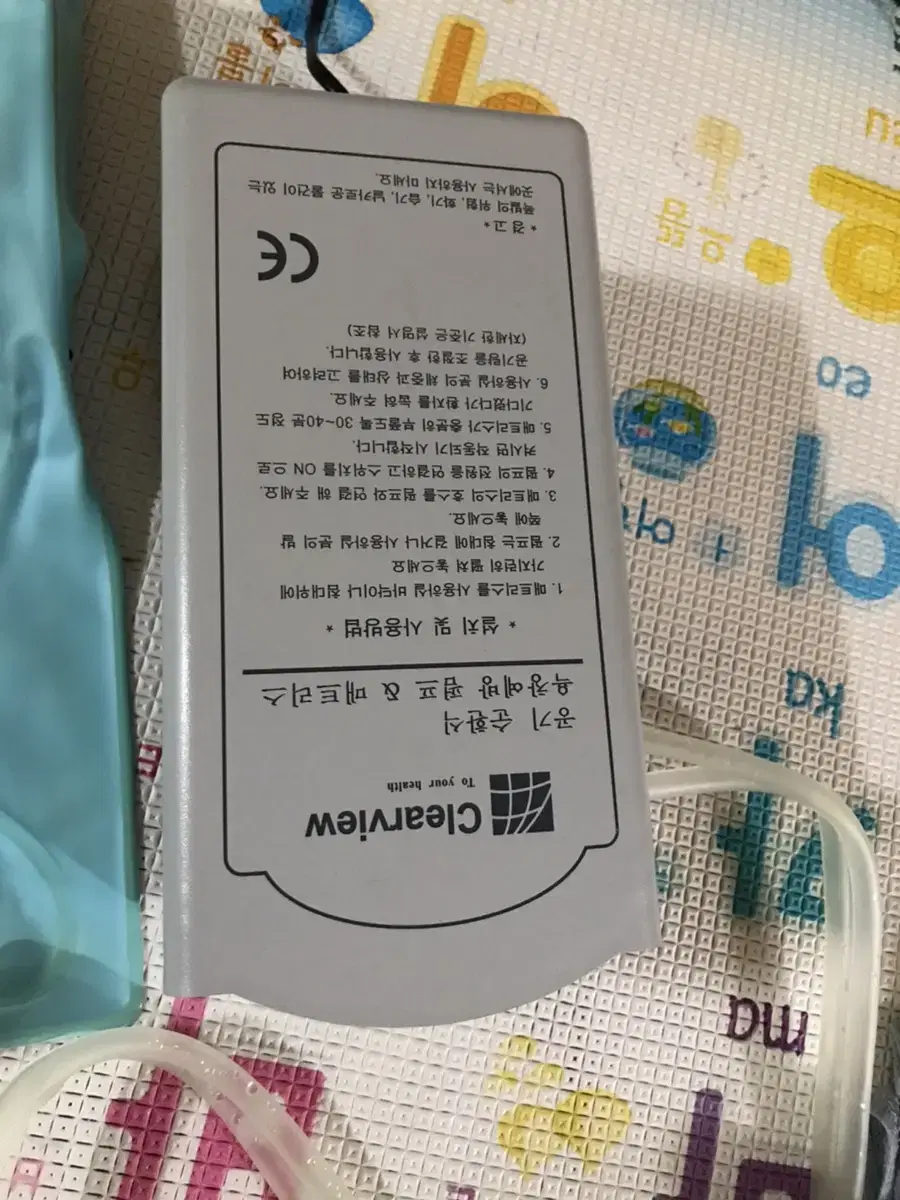 Clearview
To your health
공기 순환식
욕창예방 펌프 & 매트리스
* 설치 및 사용방법 *
1. 매트리스를 사용하실 바닥이나 침대위에
가지런히 펼쳐 놓으세요
2. 펌프는 침대에 걸거나 사용하실 분의 발
쪽에 놓으세요.
3. 매트리스의 호스를 펌프와 연결 해 주세요.
4. 펌프의 전원을 연결하고 스위치를 ON 으로
켜시면 작동되기 시작합니다.
5. 매트리스가 충분히 부풀도록 30~40분 정도
기다렸다가 환자를 눕혀 주세요.
6. 사용하실 분의 체중과 상태를 고려하여
공기량을 조절한 후 사용합니다.
(자세한 기준은 설명서 참조)
CE
* 경고*
폭발의 위험, 화기, 습기, 날카로운 물건이 있는
곳에서는 사용하지 마세요.
eo
ka
ma